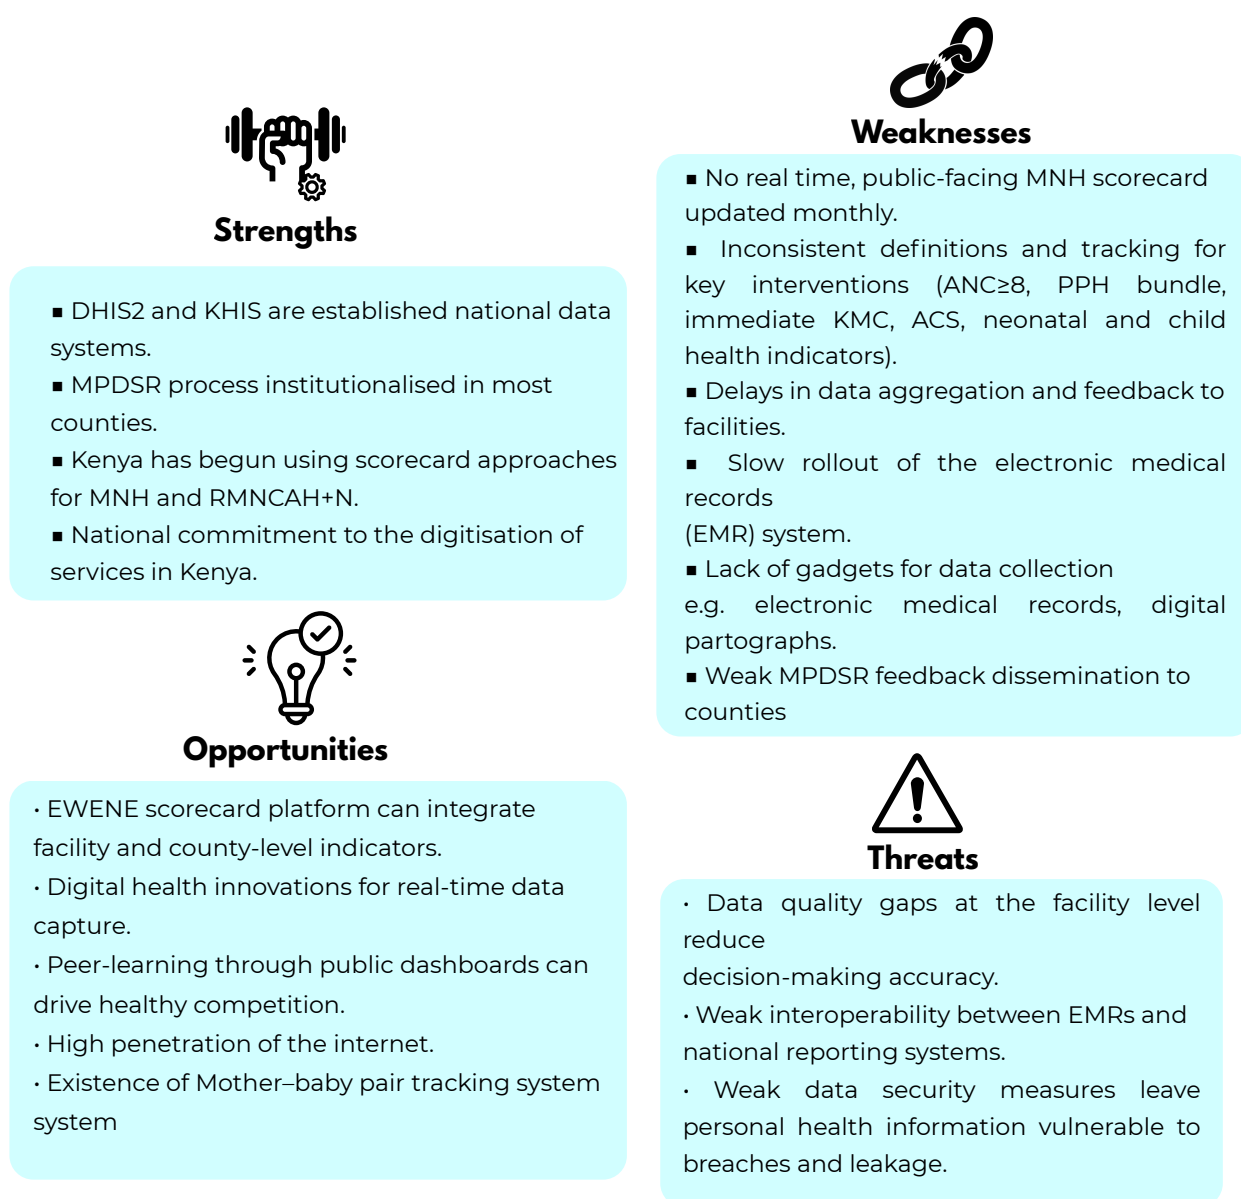 Strengths
▪ DHIS2 and KHIS are established national data
systems.
▪ MPDSR process institutionalised in most
counties.
▪ Kenya has begun using scorecard approaches
for MNH and RMNCAH+N.
▪ National commitment to the digitisation of
services in Kenya.
Weaknesses
▪ No real time, public-facing MNH scorecard
updated monthly.
▪ Inconsistent definitions and tracking for
key interventions (ANC≥8, PPH bundle,
immediate KMC, ACS, neonatal and child
health indicators).
▪ Delays in data aggregation and feedback to
facilities.
▪ Slow rollout of the electronic medical
records
(EMR) system.
▪ Lack of gadgets for data collection
e.g. electronic medical records, digital
partographs.
▪ Weak MPDSR feedback dissemination to
counties
Opportunities
· EWENE scorecard platform can integrate
facility and county-level indicators.
· Digital health innovations for real-time data
capture.
· Peer-learning through public dashboards can
drive healthy competition.
· High penetration of the internet.
· Existence of Mother–baby pair tracking system
system
Threats
· Data quality gaps at the facility level
reduce
decision-making accuracy.
· Weak interoperability between EMRs and
national reporting systems.
· Weak data security measures leave
personal health information vulnerable to
breaches and leakage.